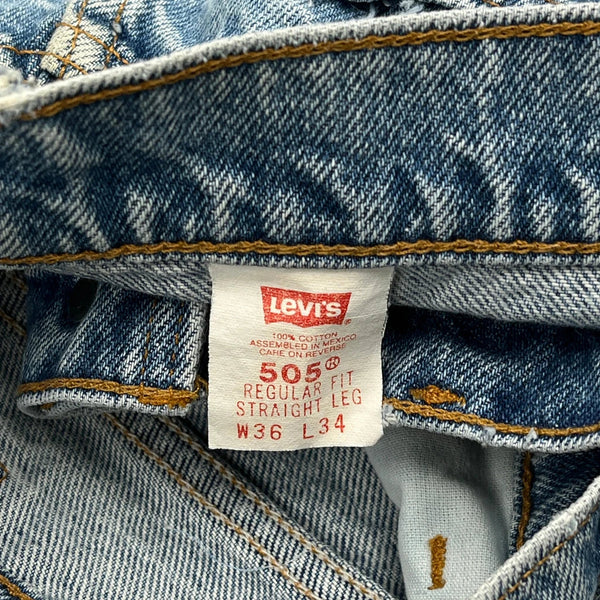 Levi's ®
100% COTTON
ASSEMBLED IN MEXICO
CARE ON REVERSE
505®
REGULAR FIT
STRAIGHT LEG
W36 L34